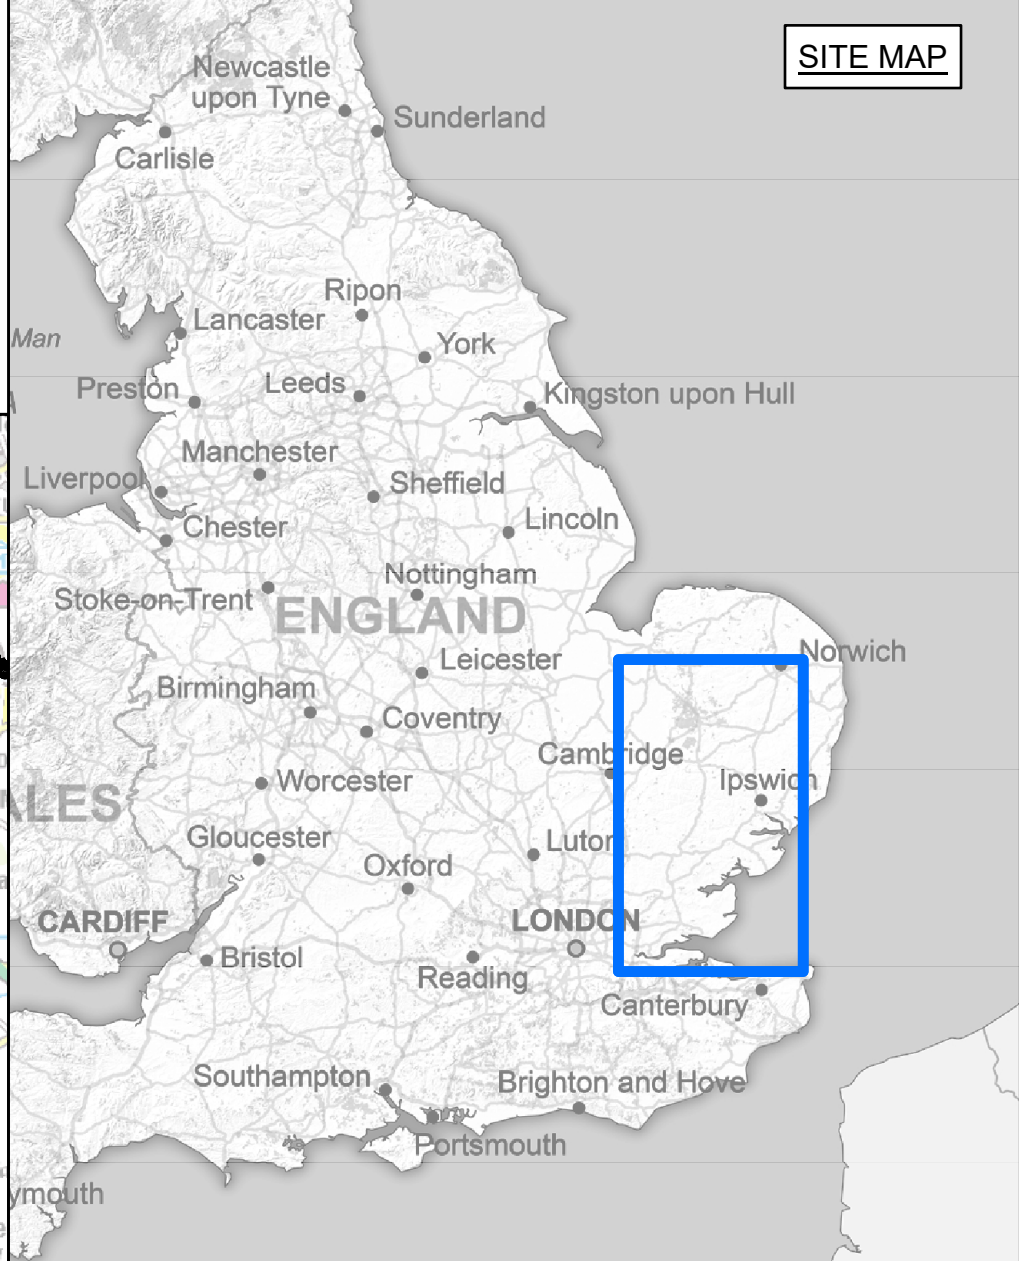 SITE MAP
Newcastle
upon Tyne
Sunderland
Carlisle
Ripon
Lancaster
Man
York
Leeds
Preston
Kingston upon Hull
Manchester
Liverpool
Sheffield
Chester
Lincoln
Nottingham
Stoke-on-Trent
ENGLAND
Norwich
Leicester
Birmingham
Coventry
Cambridge
Ipswich
Worcester
ALES
Gloucester
Luton
Oxford
CARDIFF
LONDON
Bristol
Reading
Canterbury
Southampton
Brighton and Hove
Portsmouth
ymouth